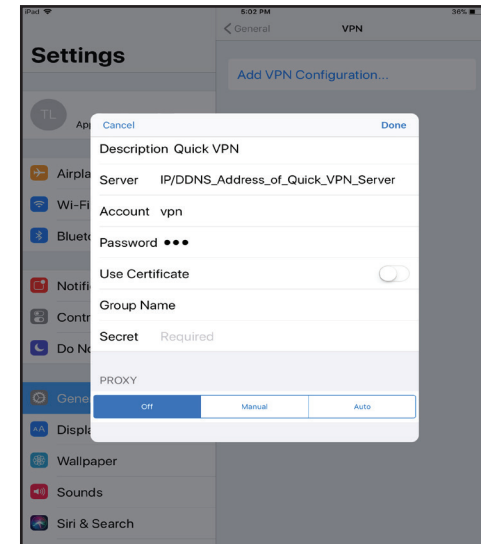 iPad 5:02 PM 36%
General VPN
Settings
Add VPN Configuration...
TL
App
Cancel Done
Description Quick VPN
Airpla
Server IP/DDNS_Address_of_Quick_VPN_Server
Wi-Fi
Account vpn
Blueto
Password ●●●
Use Certificate
Notifi
Group Name
Contr
Secret Required
Do No
PROXY
Gene
Off Manual Auto
Displa
Wallpaper
Sounds
Siri & Search